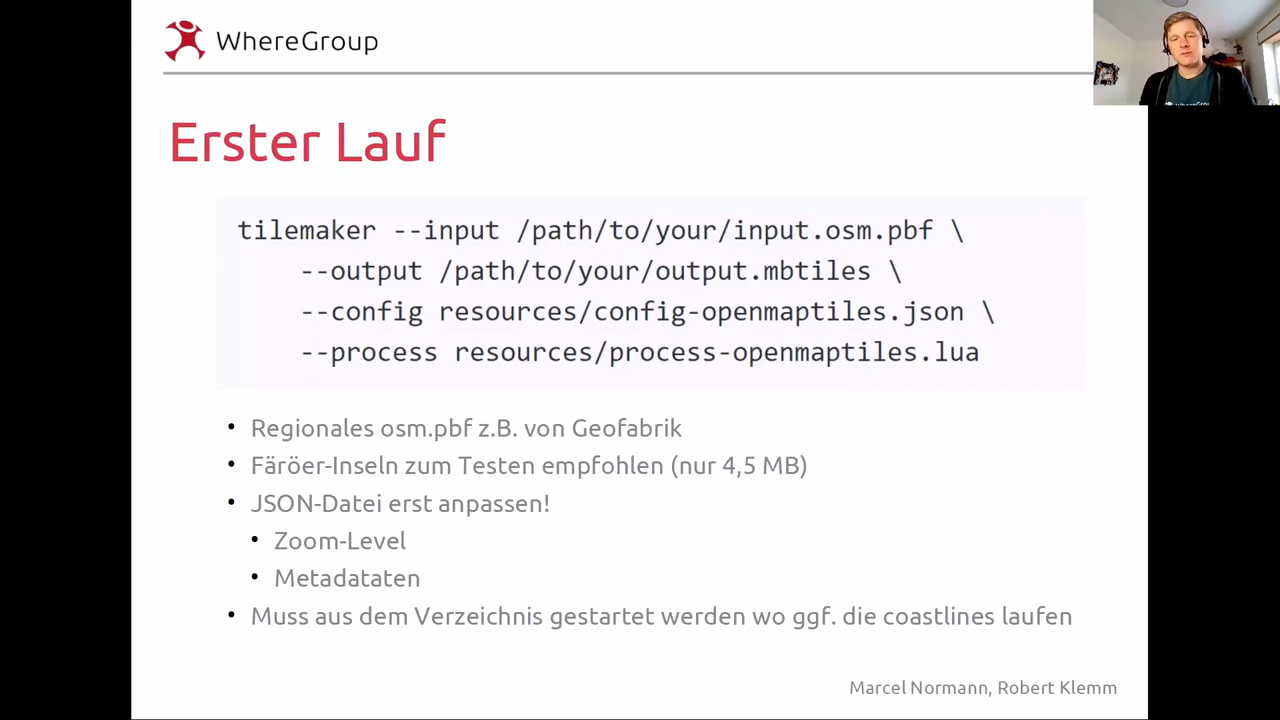 WhereGroup
Erster Lauf
tilemaker --input /path/to/your/input.osm.pbf \
--output /path/to/your/output.mbtiles \
--config resources/config-openmaptiles.json \
--process resources/process-openmaptiles.lua
• Regionales osm.pbf z.B. von Geofabrik
• Färöer-Inseln zum Testen empfohlen (nur 4,5 MB)
• JSON-Datei erst anpassen!
• Zoom-Level
• Metadataten
• Muss aus dem Verzeichnis gestartet werden wo ggf. die coastlines laufen
Marcel Normann, Robert Klemm